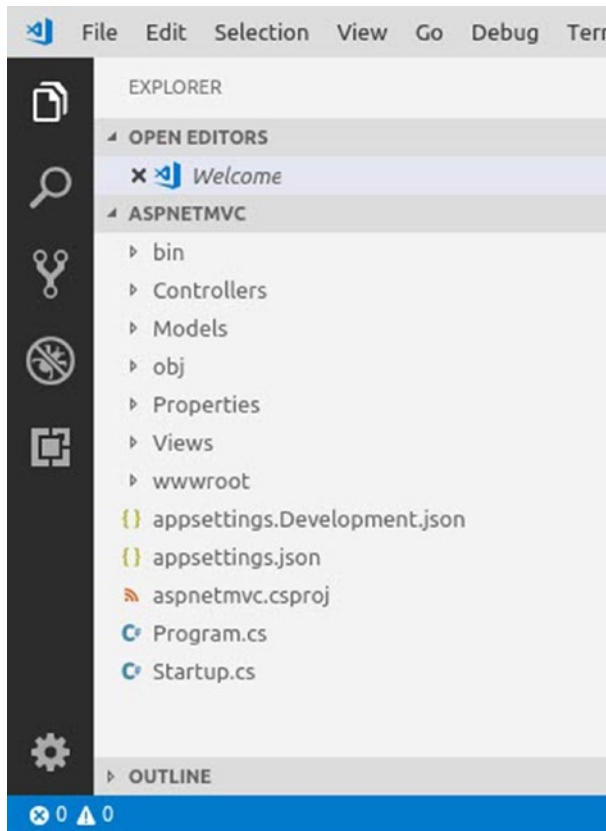 File Edit Selection View Go Debug
EXPLORER
OPEN EDITORS
Welcome
ASPNETMVC
bin
Controllers
Models
obj
Properties
Views
wwwroot
{} appsettings.Development.json
{} appsettings.json
aspnetmvc.csproj
C# Program.cs
C# Startup.cs
OUTLINE
0 0